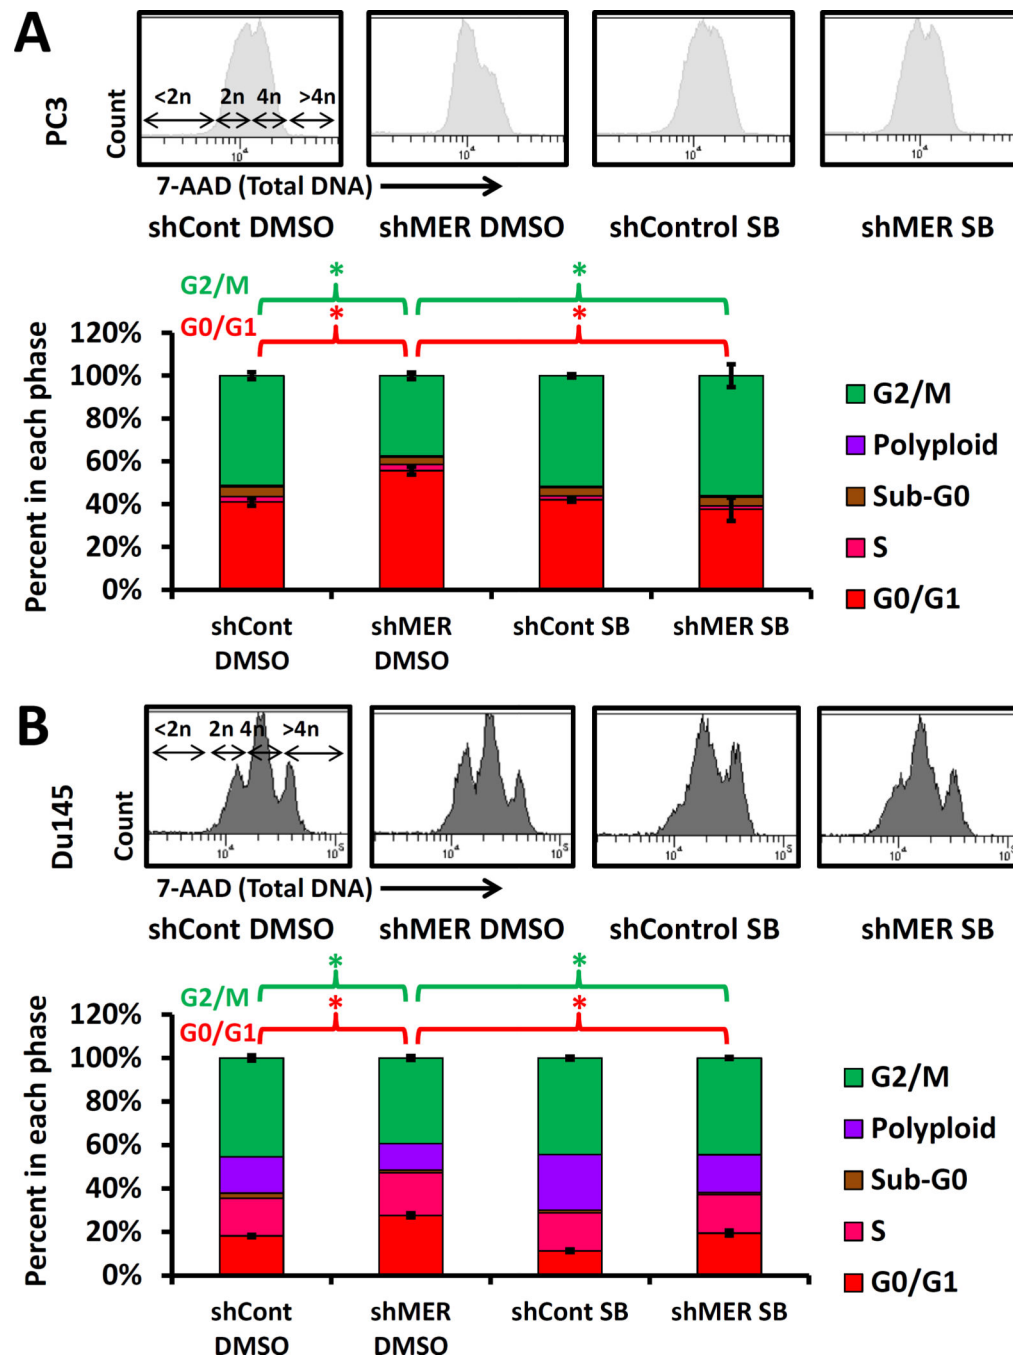 A
PC3
Count
<2n 2n 4n >4n
10⁴
10⁴
10⁴
10⁴
7-AAD (Total DNA)
shCont DMSO
shMER DMSO
shControl SB
shMER SB
* *
G2/M
* *
G0/G1
Percent in each phase
120%
100%
80%
60%
40%
20%
0%
shCont
DMSO
shMER
DMSO
shCont SB
shMER SB
G2/M
Polyploid
Sub-G0
S
G0/G1
B
Du145
Count
<2n 2n 4n >4n
10⁴ 10⁵
10⁴ 10⁵
10⁴ 10⁵
10⁴ 10⁵
7-AAD (Total DNA)
shCont DMSO
shMER DMSO
shControl SB
shMER SB
* *
G2/M
* *
G0/G1
Percent in each phase
120%
100%
80%
60%
40%
20%
0%
shCont
DMSO
shMER
DMSO
shCont SB
shMER SB
G2/M
Polyploid
Sub-G0
S
G0/G1